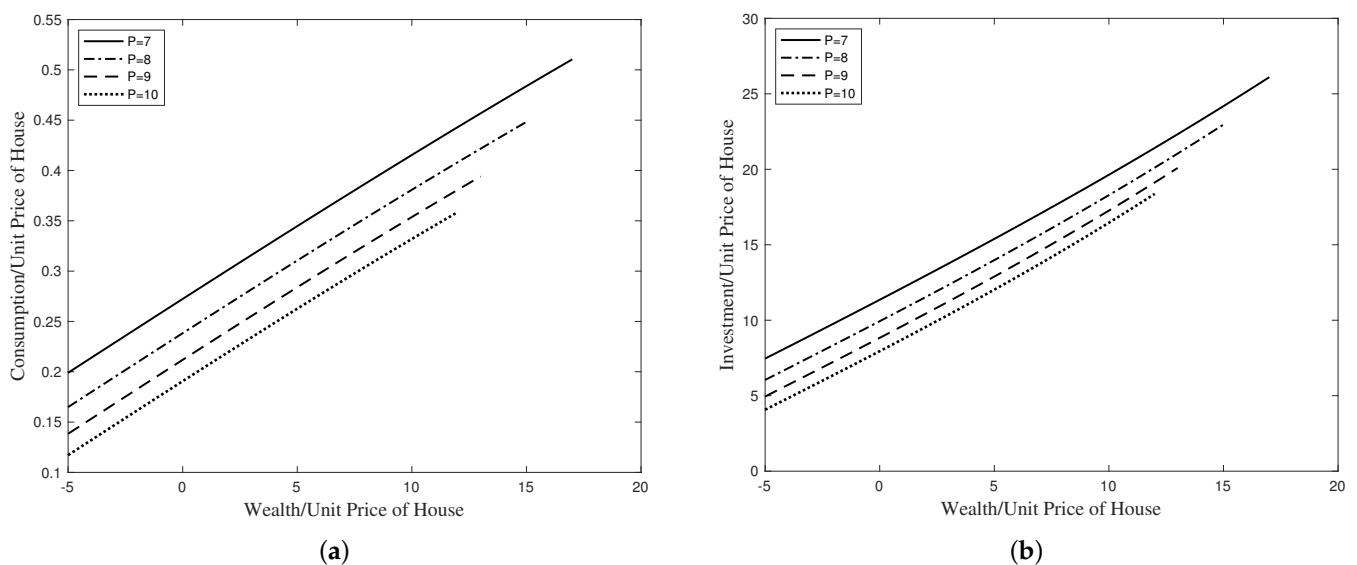 0.55
0.5
0.45
0.4
0.35
0.3
0.25
0.2
0.15
0.1
-5 0 5 10 15 20
Consumption/Unit Price of House
Wealth/Unit Price of House
P=7
P=8
P=9
P=10
(a)
30
25
20
15
10
5
0
-5 0 5 10 15 20
Investment/Unit Price of House
Wealth/Unit Price of House
P=7
P=8
P=9
P=10
(b)